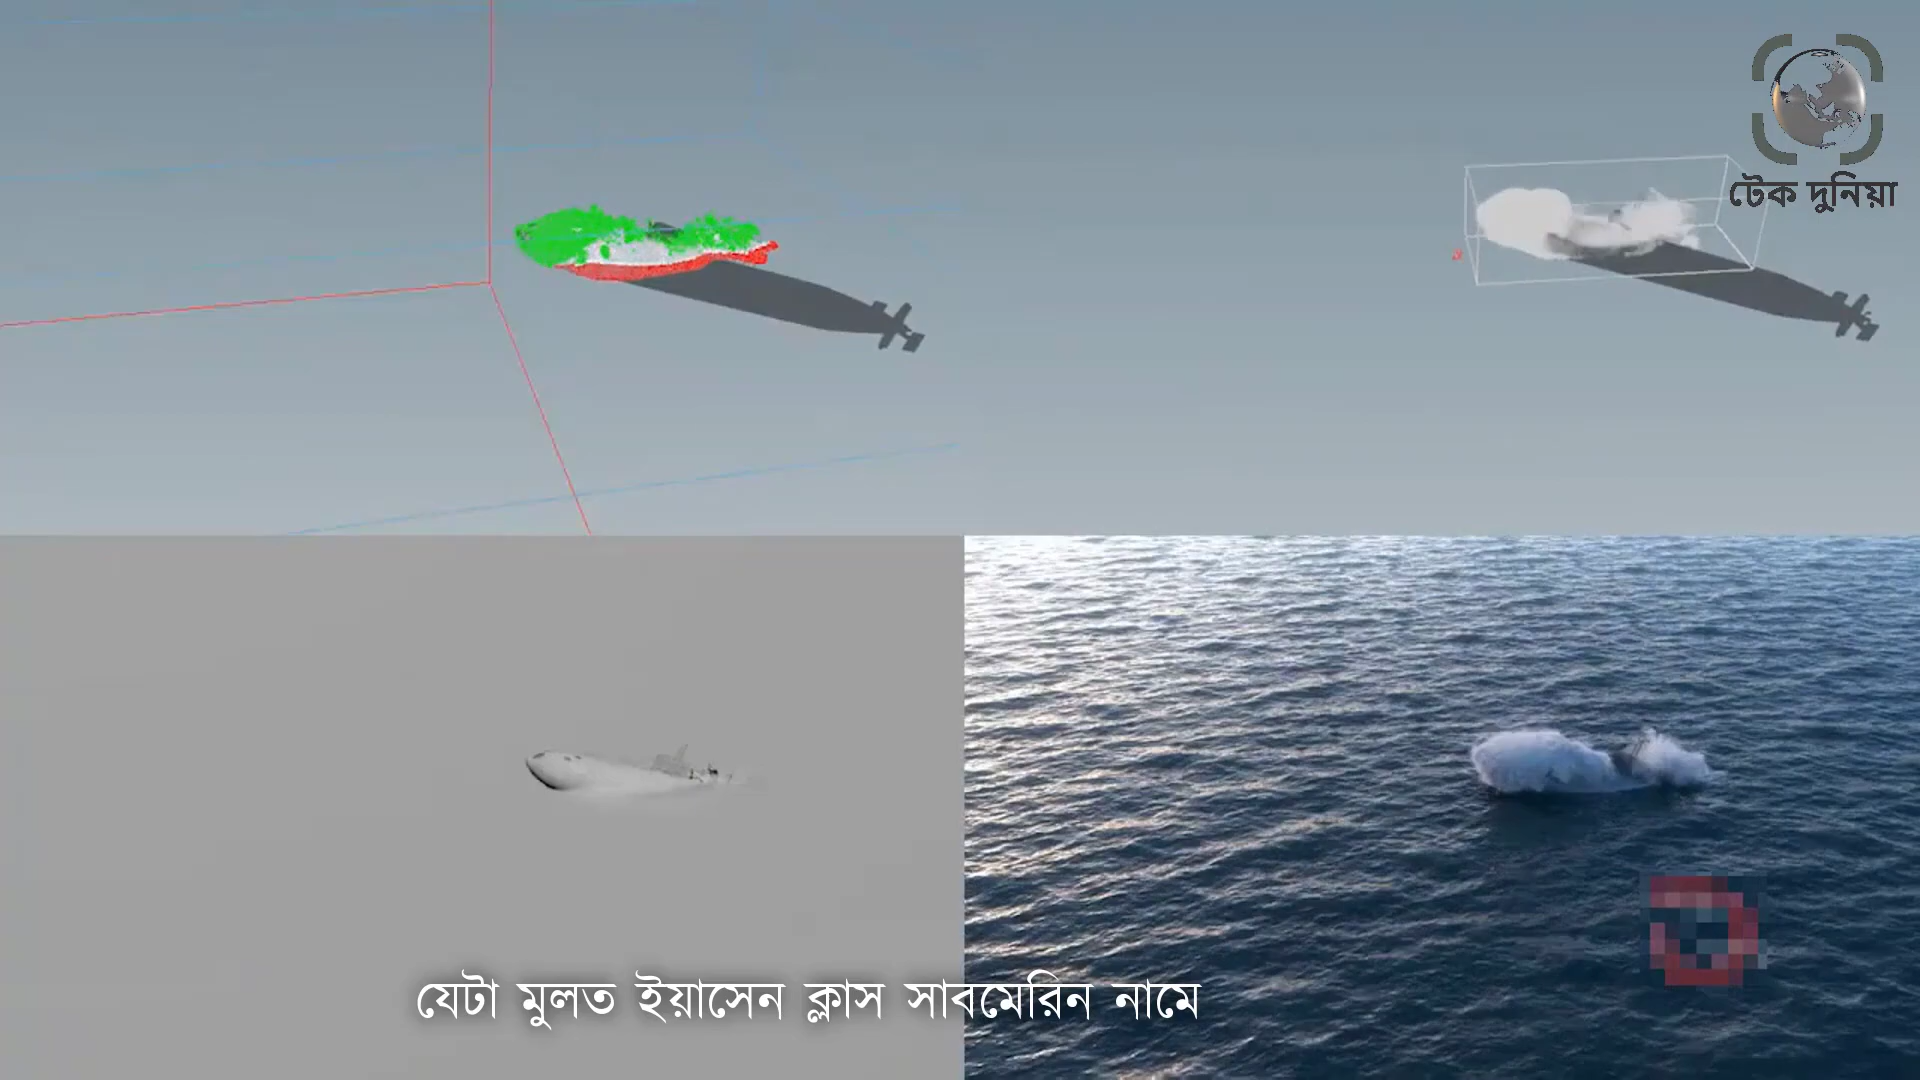 টেক দুনিয়া
যেটা মুলত ইয়াসেন ক্লাস সাবমেরিন নামে